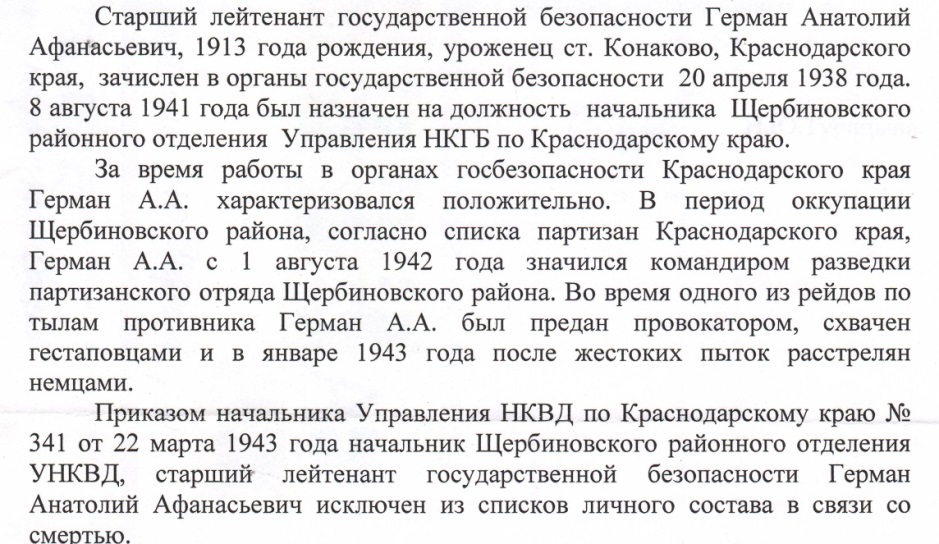 Старший лейтенант государственной безопасности Герман Анатолий
Афанасьевич, 1913 года рождения, уроженец ст. Конаково, Краснодарского
края, зачислен в органы государственной безопасности 20 апреля 1938 года.
8 августа 1941 года был назначен на должность начальника Щербиновского
районного отделения Управления НКГБ по Краснодарскому краю.
За время работы в органах госбезопасности Краснодарского края
Герман А.А. характеризовался положительно. В период оккупации
Щербиновского района, согласно списка партизан Краснодарского края,
Герман А.А. с 1 августа 1942 года значился командиром разведки
партизанского отряда Щербиновского района. Во время одного из рейдов по
тылам противника Герман А.А. был предан провокатором, схвачен
гестаповцами и в январе 1943 года после жестоких пыток расстрелян
немцами.
Приказом начальника Управления НКВД по Краснодарскому краю №
341 от 22 марта 1943 года начальник Щербиновского районного отделения
УНКВД, старший лейтенант государственной безопасности Герман
Анатолий Афанасьевич исключен из списков личного состава в связи со
смертью.